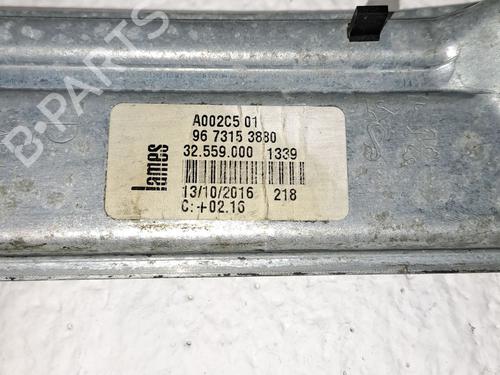 B-PARTS
A002C5 01
96 7315 3880
32.559.000 1339
lames
13/10/2016 218
C:+02.16